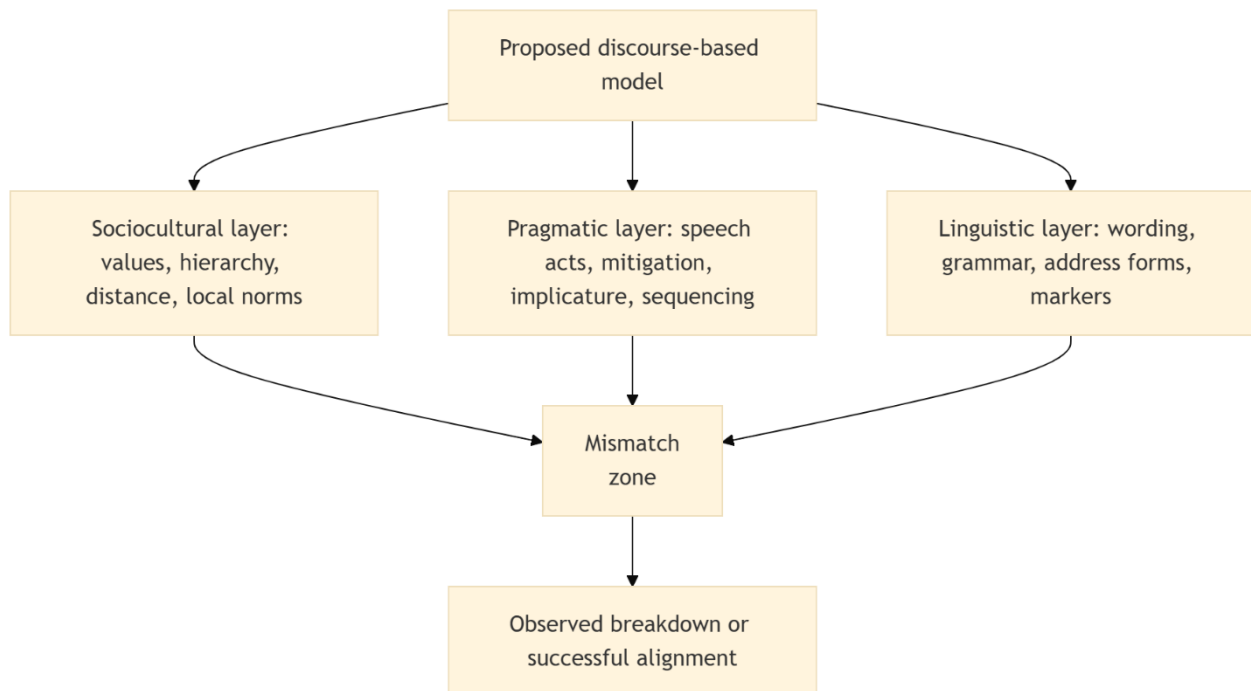 Proposed discourse-based
model
Sociocultural layer:
values, hierarchy,
distance, local norms
Pragmatic layer: speech
acts, mitigation,
implicature, sequencing
Linguistic layer: wording,
grammar, address forms,
markers
Mismatch
zone
Observed breakdown or
successful alignment